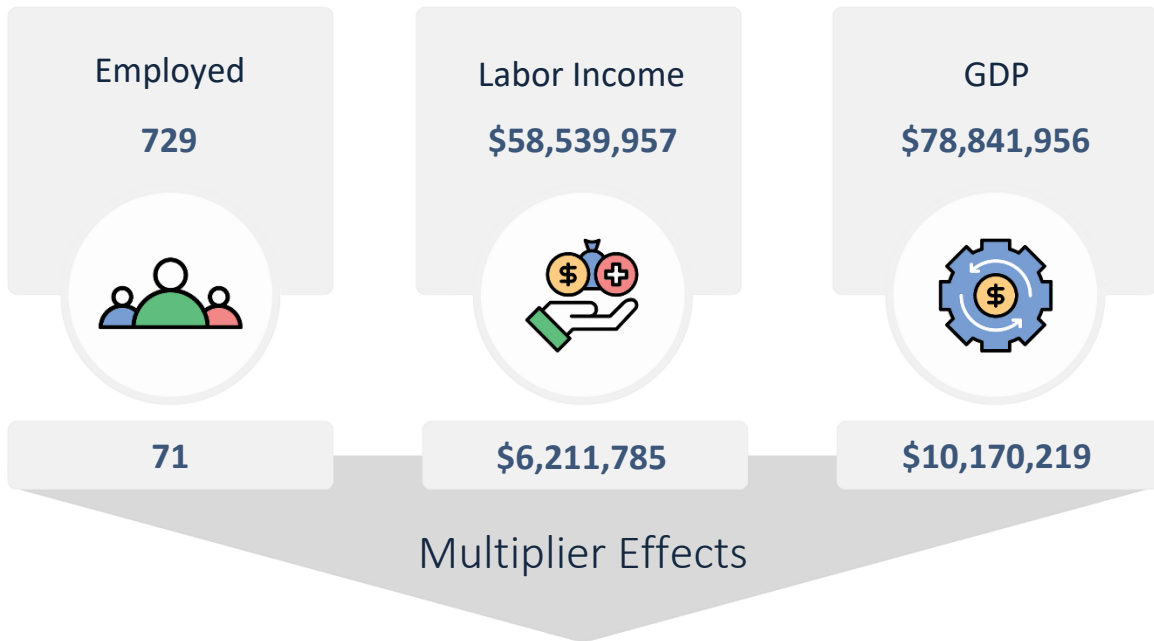 Employed
729
Labor Income
$58,539,957
GDP
$78,841,956
$
$
$
71
$6,211,785
$10,170,219
Multiplier Effects